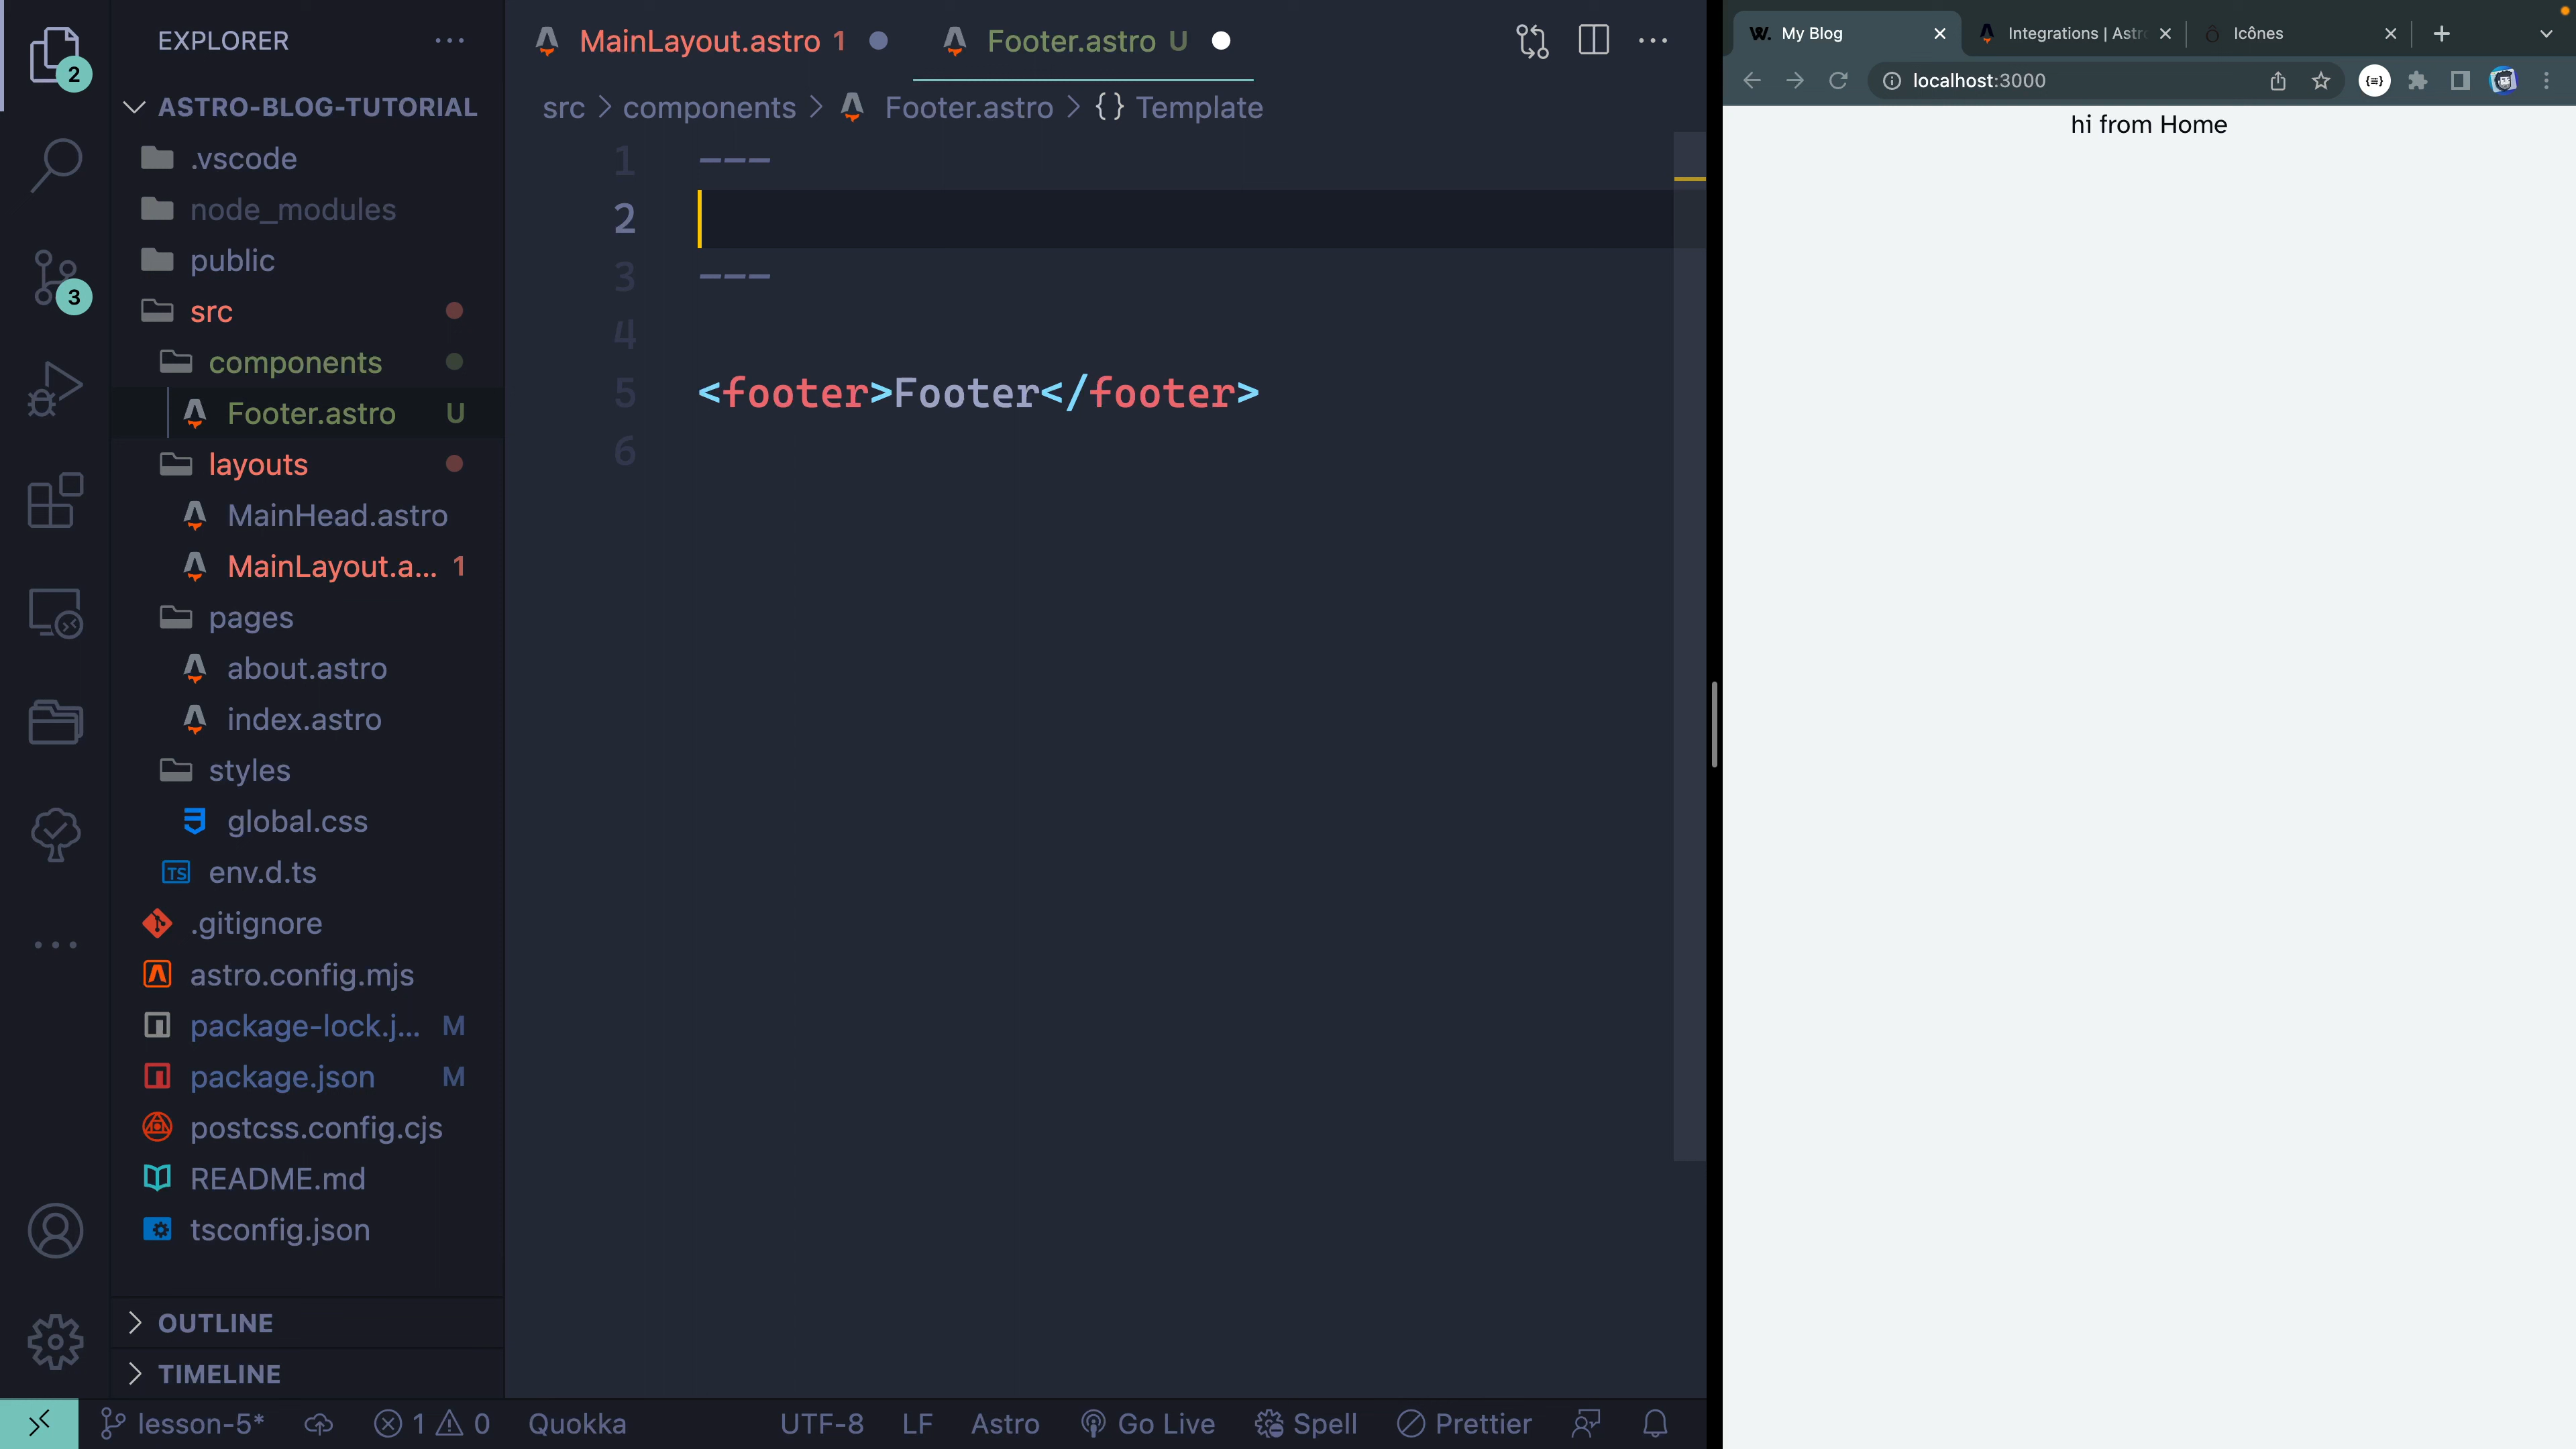 EXPLORER
ASTRO-BLOG-TUTORIAL
.vscode
node_modules
public
src
components
Footer.astro U
layouts
MainHead.astro
MainLayout.a... 1
pages
about.astro
index.astro
styles
global.css
env.d.ts
.gitignore
astro.config.mjs
package-lock.j... M
package.json M
postcss.config.cjs
README.md
tsconfig.json
OUTLINE
TIMELINE
2
3
MainLayout.astro 1
Footer.astro U
src > components > Footer.astro > {} Template
1 ---
2
3 ---
4
5 <footer>Footer</footer>
6
lesson-5* 1 0 Quokka UTF-8 LF Astro Go Live Spell Prettier
W. My Blog
Integrations | Astr
Icônes
localhost:3000
hi from Home